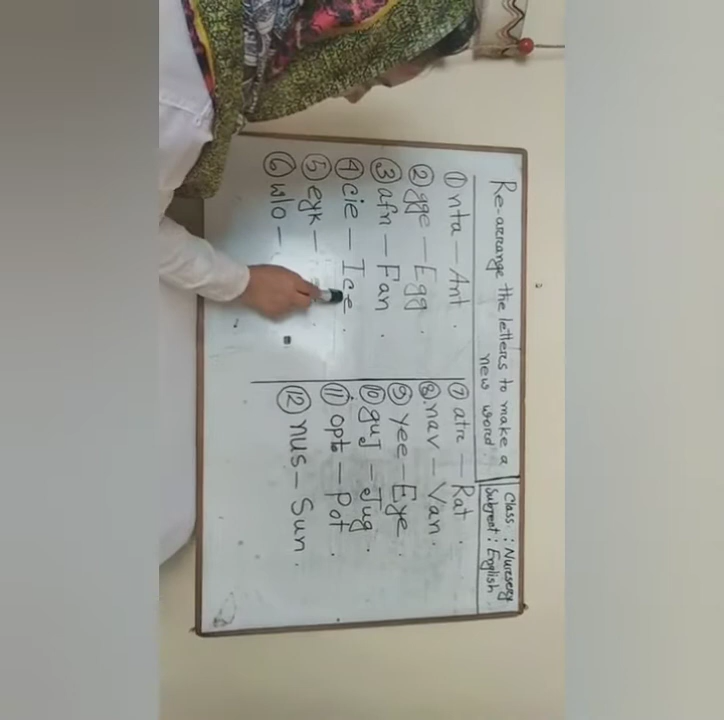 Re-arrange the letters to make a new word.
Class : Nursery
Subject : English
① nta - Ant.
② gge - Egg.
③ afn - Fan.
④ cie - Ice.
⑤ eyk -
⑥ wlo -
⑦ atr - Rat.
⑧ nav - Van.
⑨ yee - Eye.
⑩ guJ - Jug.
⑪ opt - Pot.
⑫ nus - Sun.